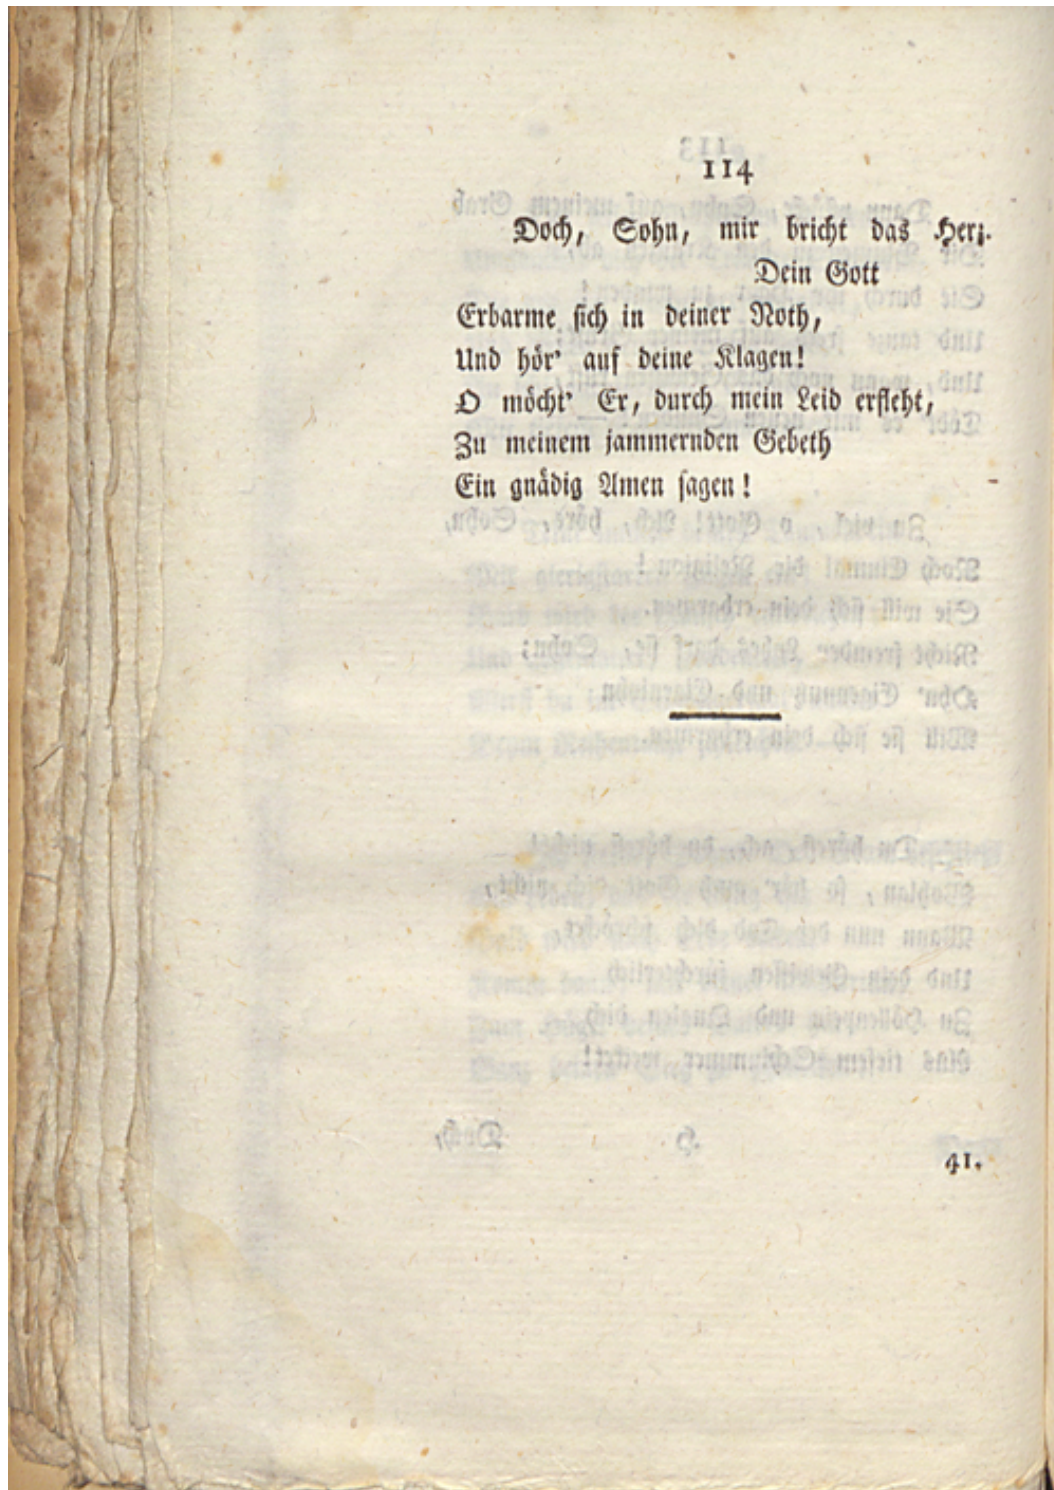 114
Doch, Sohn, mir bricht das Herz.
Dein Gott
Erbarme sich in deiner Noth,
Und hör' auf deine Klagen!
O möcht' Er, durch mein Leid erfleht,
Zu meinem jammernden Gebeth
Ein gnädig Amen sagen!
41.